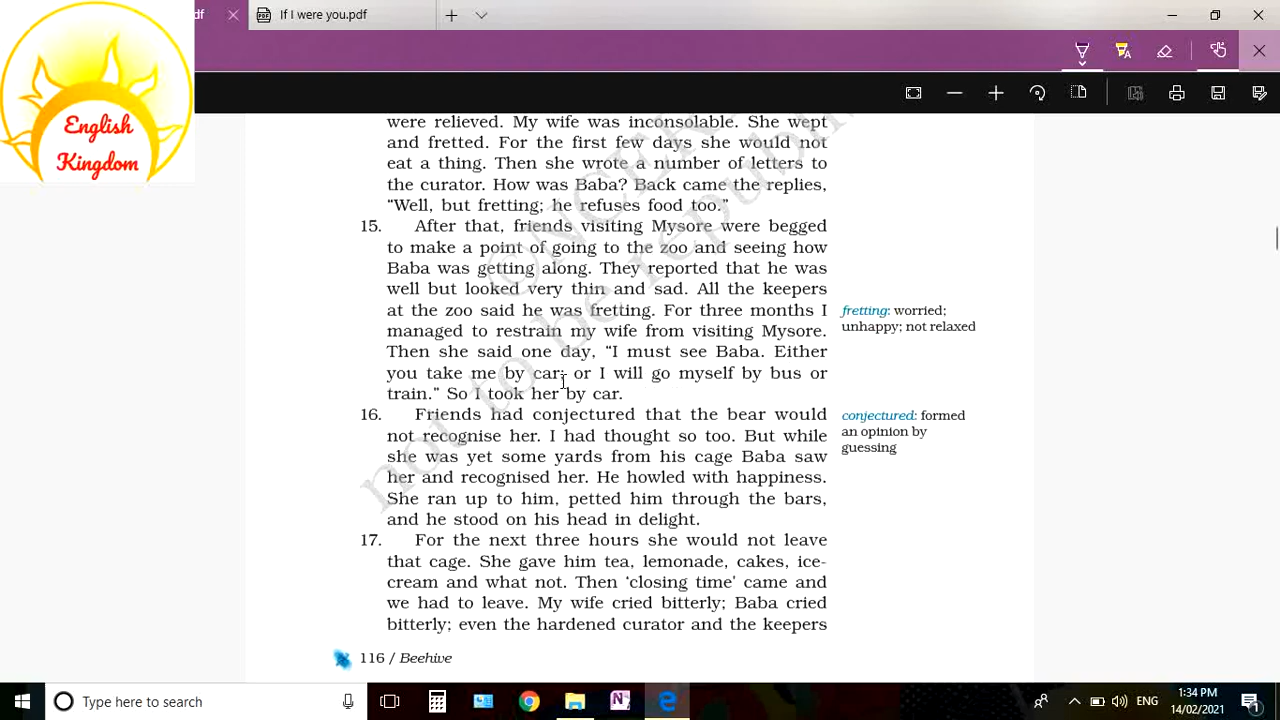 df
If I were you.pdf
English
Kingdom
were relieved. My wife was inconsolable. She wept
and fretted. For the first few days she would not
eat a thing. Then she wrote a number of letters to
the curator. How was Baba? Back came the replies,
“Well, but fretting; he refuses food too.”
15. After that, friends visiting Mysore were begged
to make a point of going to the zoo and seeing how
Baba was getting along. They reported that he was
well but looked very thin and sad. All the keepers
at the zoo said he was fretting. For three months I
managed to restrain my wife from visiting Mysore.
Then she said one day, “I must see Baba. Either
you take me by car; or I will go myself by bus or
train.” So I took her by car.
fretting: worried;
unhappy; not relaxed
16. Friends had conjectured that the bear would
not recognise her. I had thought so too. But while
she was yet some yards from his cage Baba saw
her and recognised her. He howled with happiness.
She ran up to him, petted him through the bars,
and he stood on his head in delight.
conjectured: formed
an opinion by
guessing
17. For the next three hours she would not leave
that cage. She gave him tea, lemonade, cakes, ice-
cream and what not. Then ‘closing time’ came and
we had to leave. My wife cried bitterly; Baba cried
bitterly; even the hardened curator and the keepers
116 / Beehive
©NCERT
not to be republi
Type here to search
ENG
1:34 PM
14/02/2021